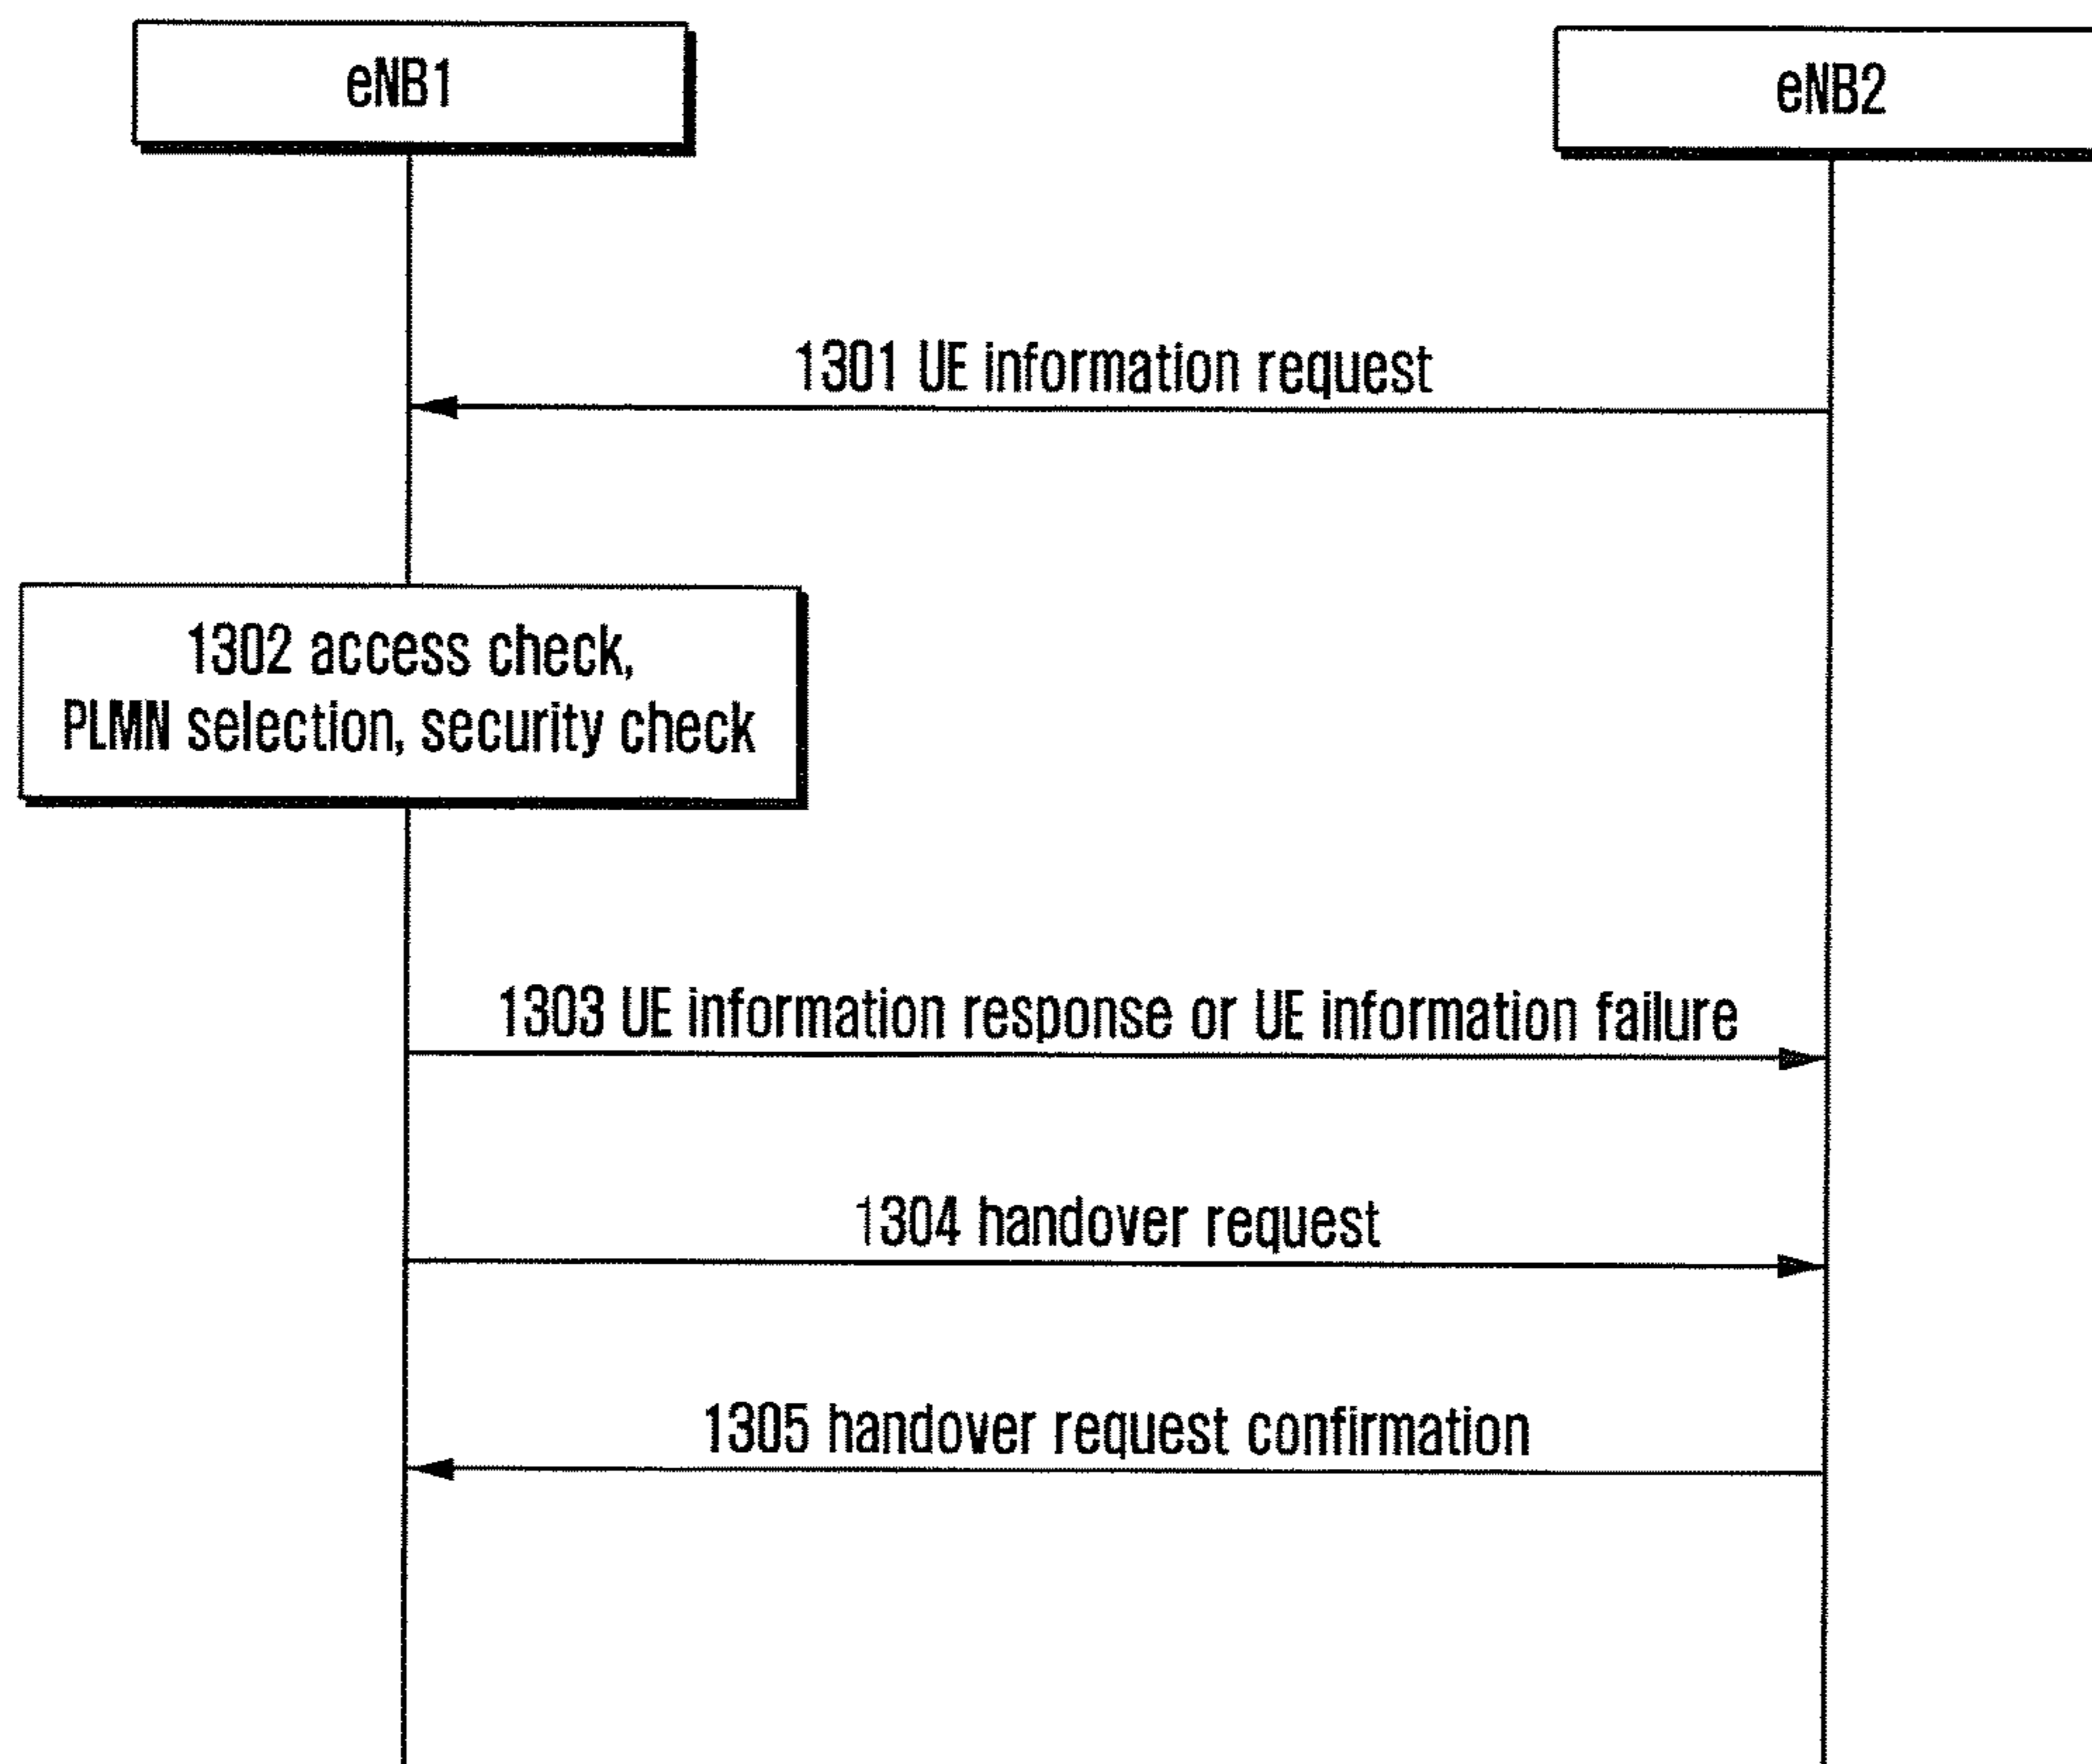 eNB1
eNB2
1301 UE information request
1302 access check,
PLMN selection, security check
1303 UE information response or UE information failure
1304 handover request
1305 handover request confirmation